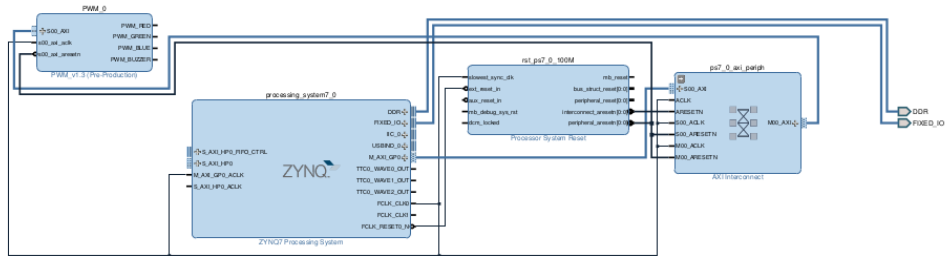 PWM_0
S00_AXI
s00_axi_aclk
s00_axi_aresetn
PWM_RED
PWM_GREEN
PWM_BLUE
PWM_BUZZER
PWM_v1.3 (Pre-Production)
processing_system7_0
S_AXI_HP0_FIFO_CTRL
S_AXI_HP0
M_AXI_GP0_ACLK
S_AXI_HP0_ACLK
ZYNQ
DDR
FIXED_IO
IIC_0
USBIND_0
M_AXI_GP0
TTC0_WAVE0_OUT
TTC0_WAVE1_OUT
TTC0_WAVE2_OUT
FCLK_CLK0
FCLK_CLK1
FCLK_RESET0_N
ZYNQ7 Processing System
rst_ps7_0_100M
slowest_sync_clk
ext_reset_in
aux_reset_in
mb_debug_sys_rst
dcm_locked
mb_reset
bus_struct_reset[0:0]
peripheral_reset[0:0]
interconnect_aresetn[0:0]
peripheral_aresetn[0:0]
Processor System Reset
ps7_0_axi_periph
S00_AXI
ACLK
ARESETN
S00_ACLK
S00_ARESETN
M00_ACLK
M00_ARESETN
M00_AXI
AXI Interconnect
DDR
FIXED_IO